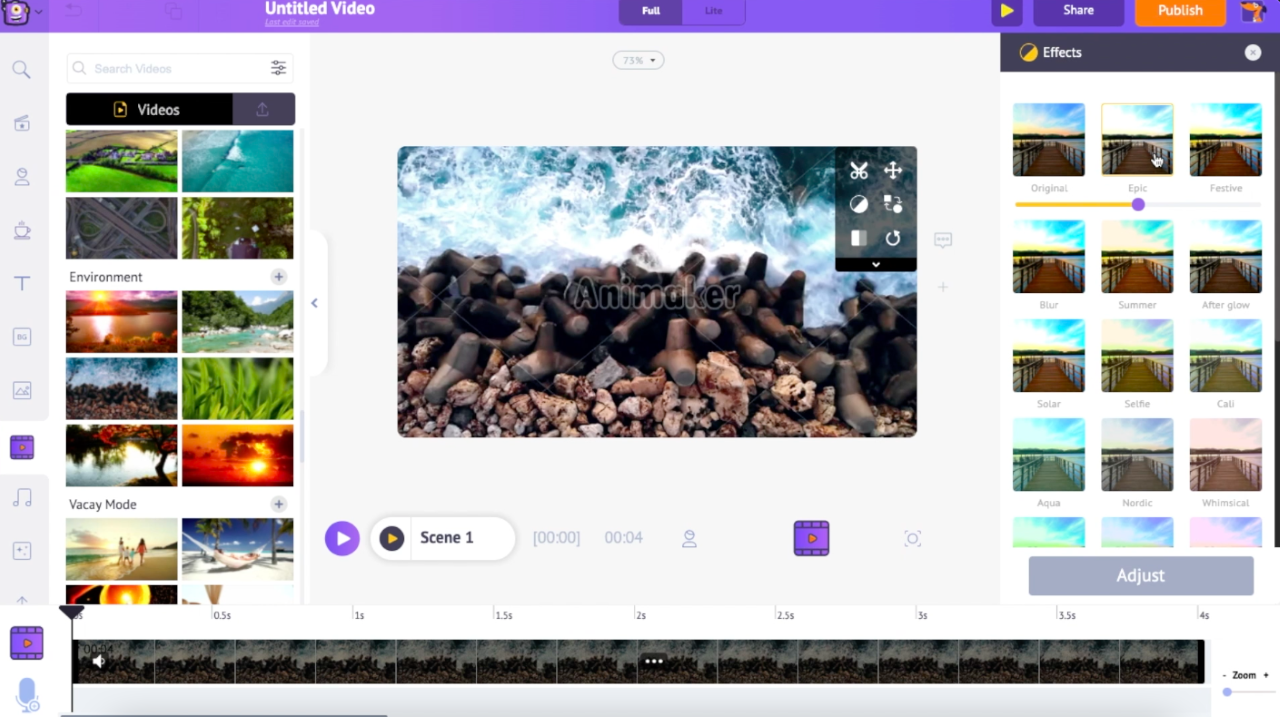 Untitled Video
Last edit saved
Full
Lite
Share
Publish
Search Videos
73%
Effects
Videos
Original
Epic
Festive
Environment
Animaker
Blur
Summer
After glow
Solar
Selfie
Cali
BG
Aqua
Nordic
Whimsical
Vacay Mode
Scene 1
[00:00]
00:04
Adjust
0.5s
1s
1.5s
2s
2.5s
3s
3.5s
4s
- Zoom +
T